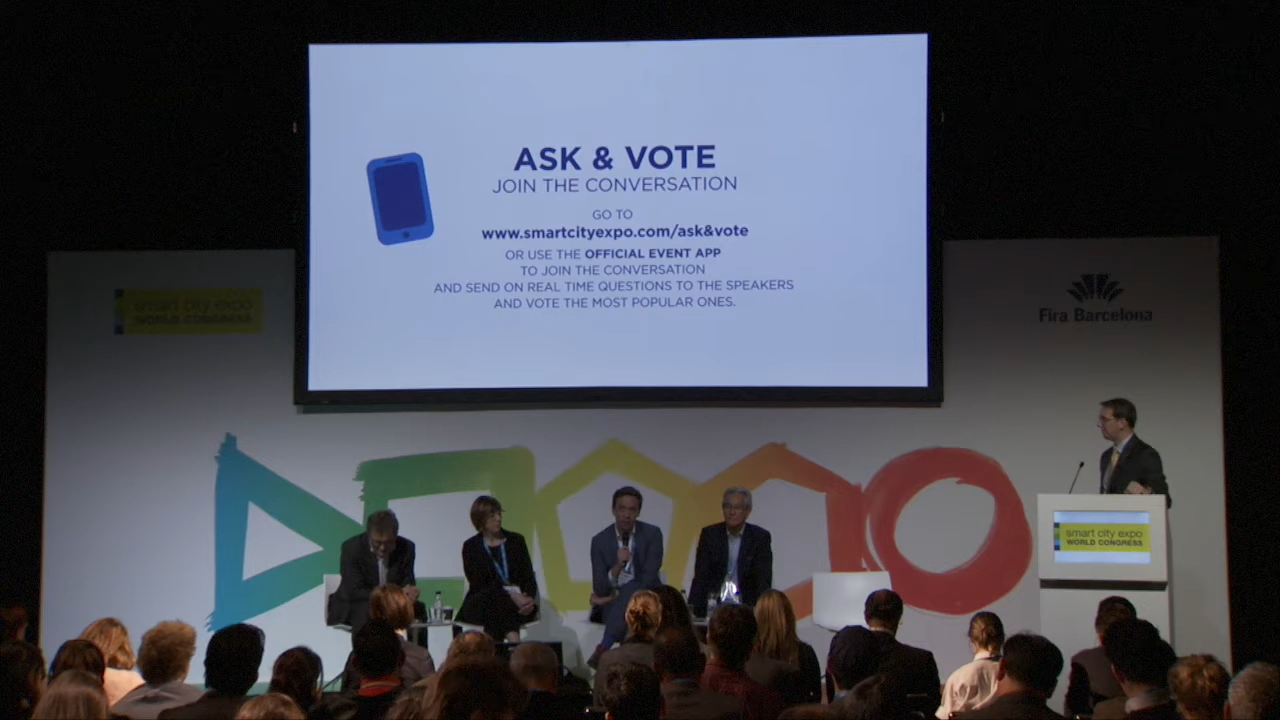 ASK & VOTE
JOIN THE CONVERSATION
GO TO
www.smartcityexpo.com/ask&vote
OR USE THE OFFICIAL EVENT APP
TO JOIN THE CONVERSATION
AND SEND ON REAL TIME QUESTIONS TO THE SPEAKERS
AND VOTE THE MOST POPULAR ONES.
smart city expo
WORLD CONGRESS
Fira Barcelona
smart city expo
WORLD CONGRESS